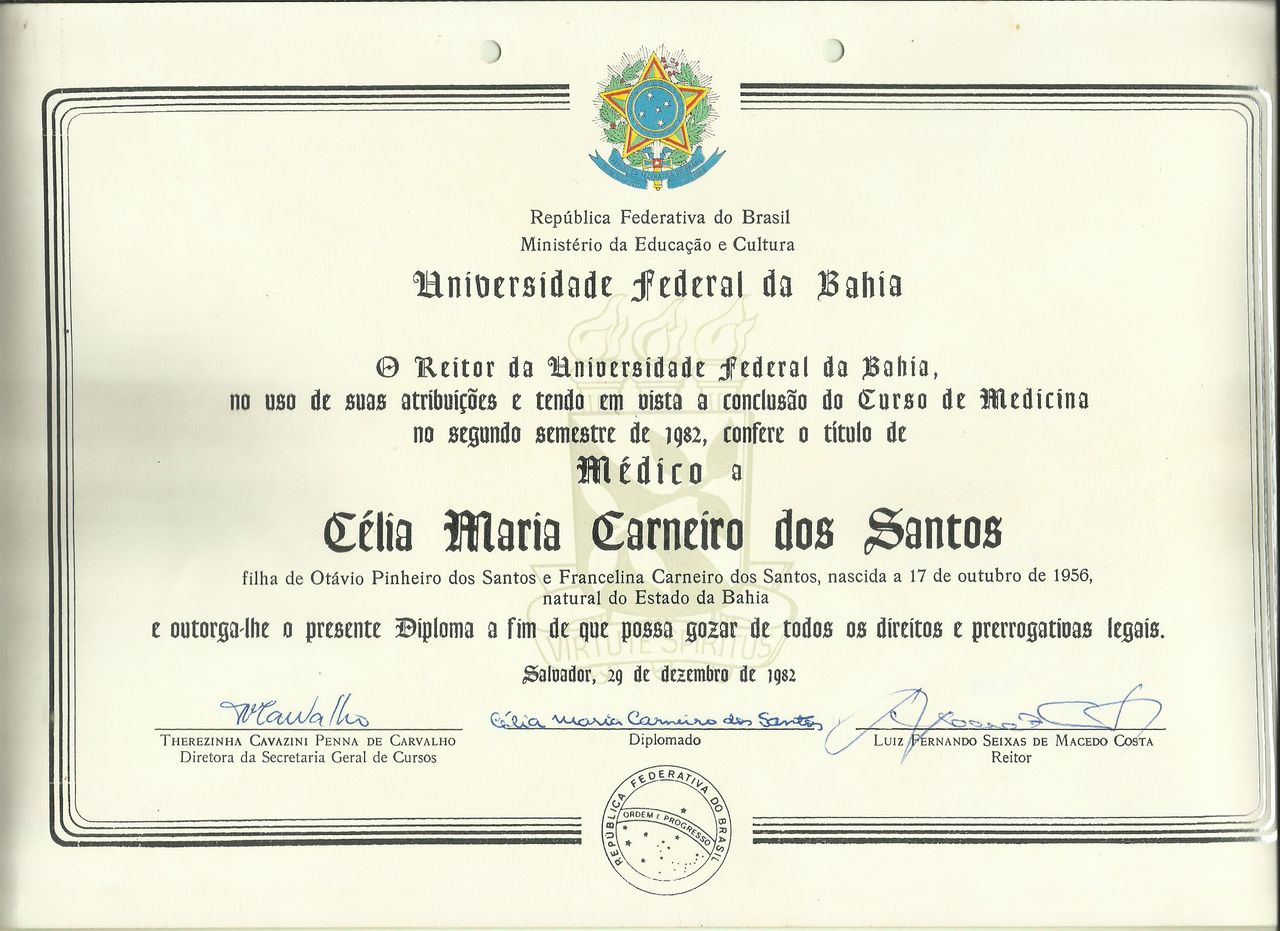 República Federativa do Brasil
Ministério da Educação e Cultura
Universidade Federal da Bahia
O Reitor da Universidade Federal da Bahia,
no uso de suas atribuições e tendo em vista a conclusão do Curso de Medicina
no segundo semestre de 1982, confere o título de
Médico a
Célia Maria Carneiro dos Santos
filha de Otávio Pinheiro dos Santos e Francelina Carneiro dos Santos, nascida a 17 de outubro de 1956,
natural do Estado da Bahia
e outorga-lhe o presente Diploma a fim de que possa gozar de todos os direitos e prerrogativas legais.
VIRTUTE SPIRITUS
Salvador, 29 de dezembro de 1982
Célia Maria Carneiro dos Santos
THEREZINHA CAVAZINI PENNA DE CARVALHO
Diretora da Secretaria Geral de Cursos
Diplomado
LUIZ FERNANDO SEIXAS DE MACEDO COSTA
Reitor
REPÚBLICA FEDERATIVA DO BRASIL
ORDEM E PROGRESSO